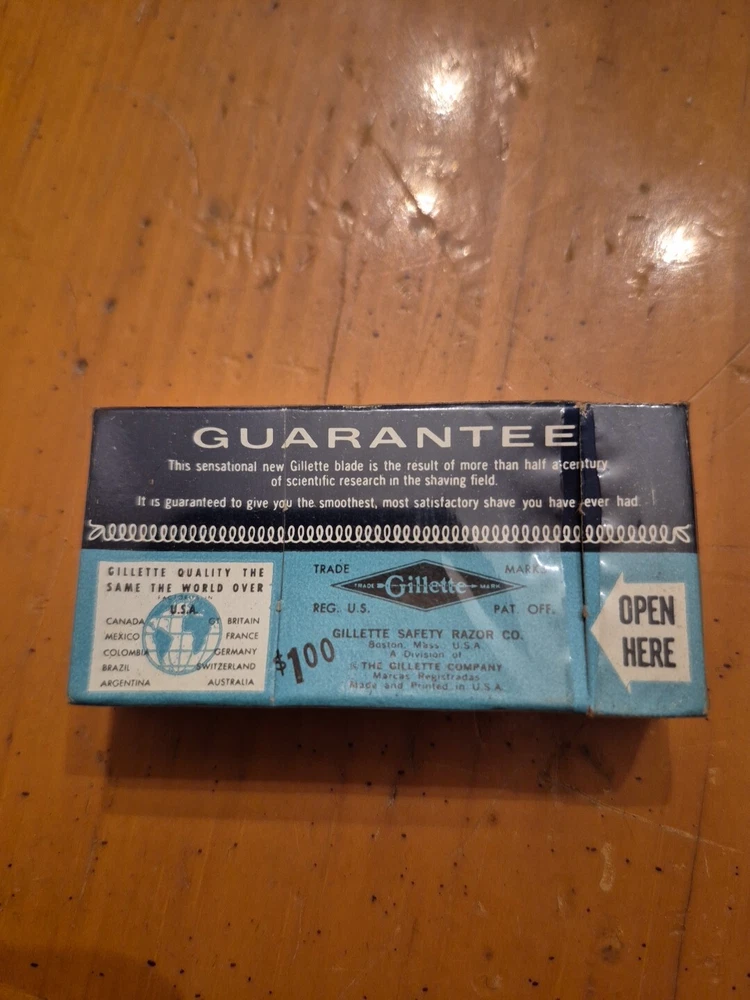 GUARANTEE
This sensational new Gillette blade is the result of more than half a century
of scientific research in the shaving field.
It is guaranteed to give you the smoothest, most satisfactory shave you have ever had.
GILLETTE QUALITY THE
SAME THE WORLD OVER
FACTORIES IN
U.S.A.
CANADA GT BRITAIN
MEXICO FRANCE
COLOMBIA GERMANY
BRAZIL SWITZERLAND
ARGENTINA AUSTRALIA
TRADE MARK
TRADE Gillette MARK
REG. U.S. PAT OFF.
$1.00
GILLETTE SAFETY RAZOR CO.
Boston, Mass., U.S.A.
A Division of
THE GILLETTE COMPANY
Marcas Registradas
Made and Printed in U.S.A.
OPEN
HERE